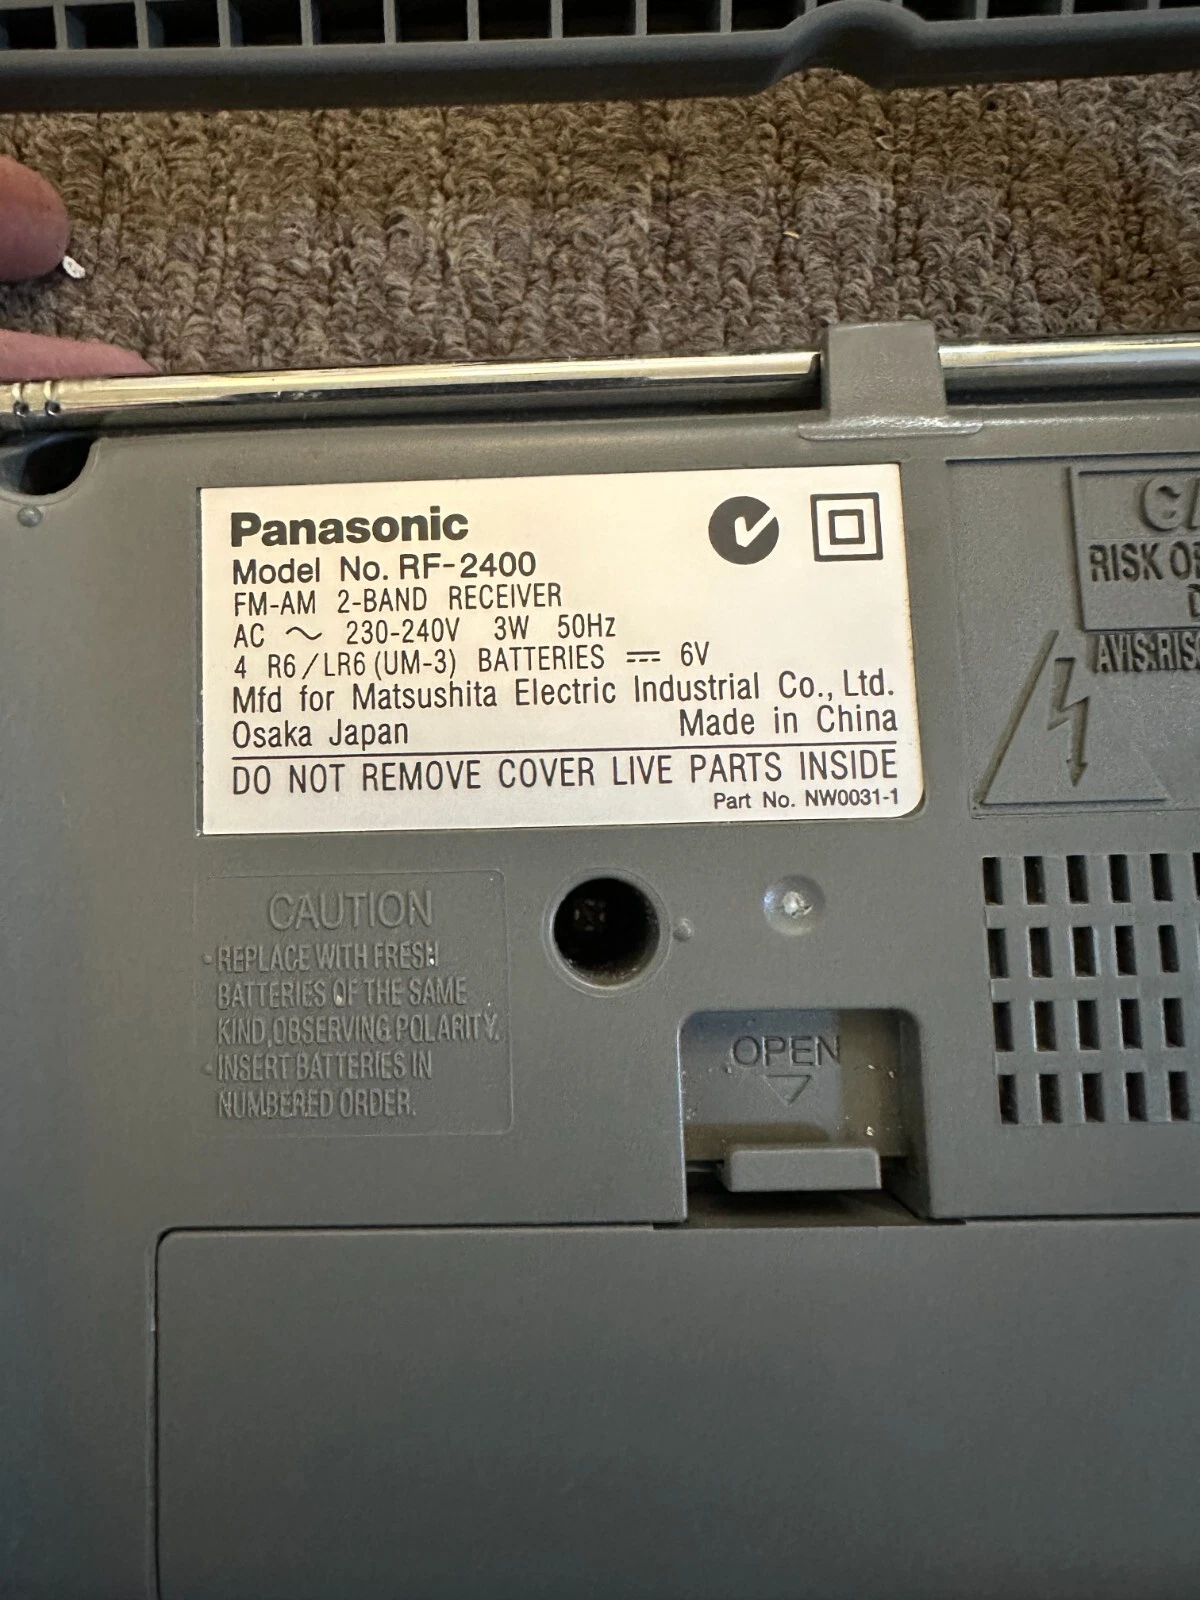 Panasonic
Model No. RF-2400
FM-AM 2-BAND RECEIVER
AC ~ 230-240V 3W 50Hz
4 R6/LR6 (UM-3) BATTERIES ⎓ 6V
Mfd for Matsushita Electric Industrial Co., Ltd.
Osaka Japan Made in China
DO NOT REMOVE COVER LIVE PARTS INSIDE
Part No. NW0031-1
RISK
AVIS:
CAUTION
•REPLACE WITH FRESH
BATTERIES OF THE SAME
KIND,OBSERVING POLARITY.
•INSERT BATTERIES IN
NUMBERED ORDER.
OPEN